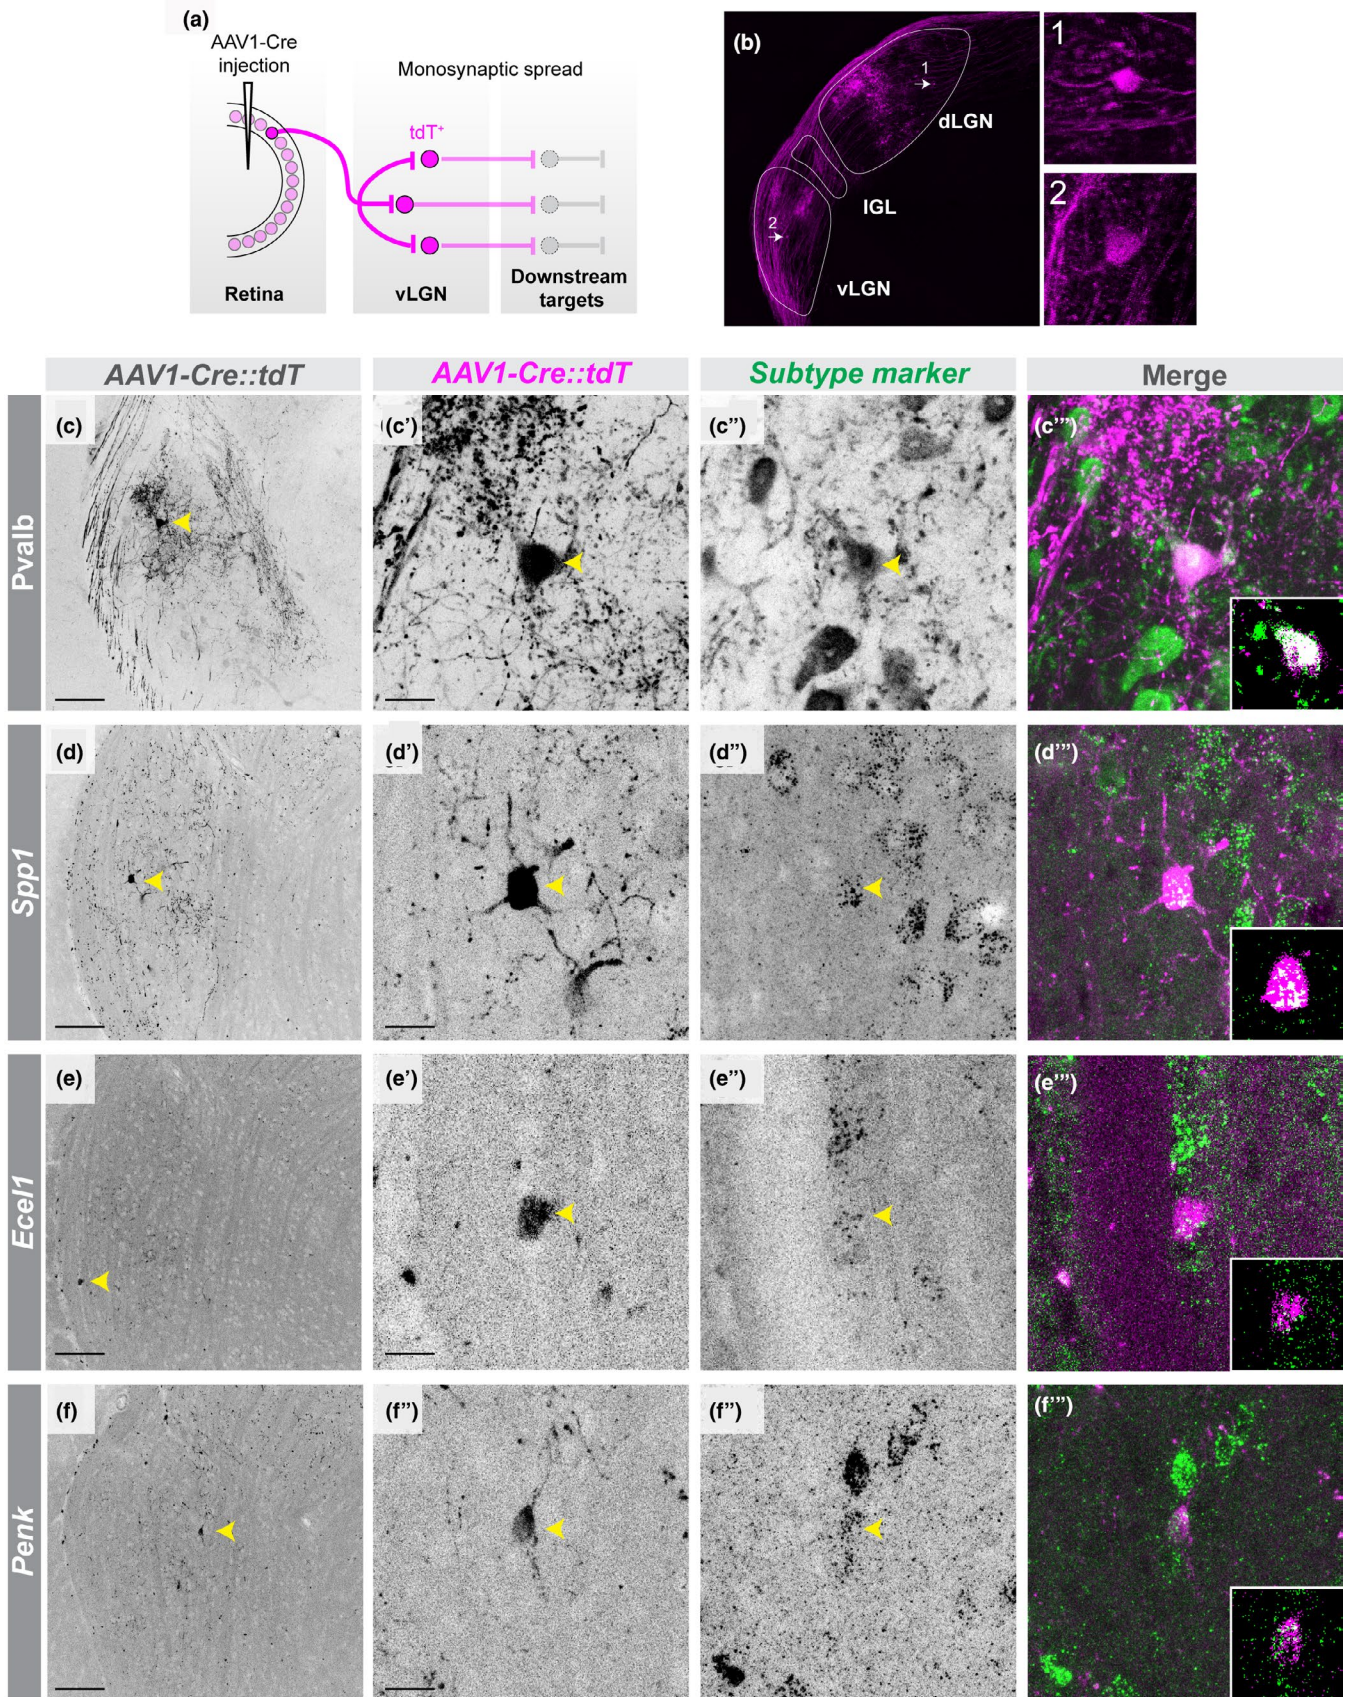 (a)
AAV1-Cre
injection
Monosynaptic spread
tdT⁺
Retina
vLGN
Downstream
targets
(b)
1
dLGN
IGL
2
vLGN
1
2
AAV1-Cre::tdT
AAV1-Cre::tdT
Subtype marker
Merge
Pvalb
(c)
(c')
(c'')
(c''')
Spp1
(d)
(d')
(d'')
(d''')
Ecel1
(e)
(e')
(e'')
(e''')
Penk
(f)
(f'')
(f'')
(f''')